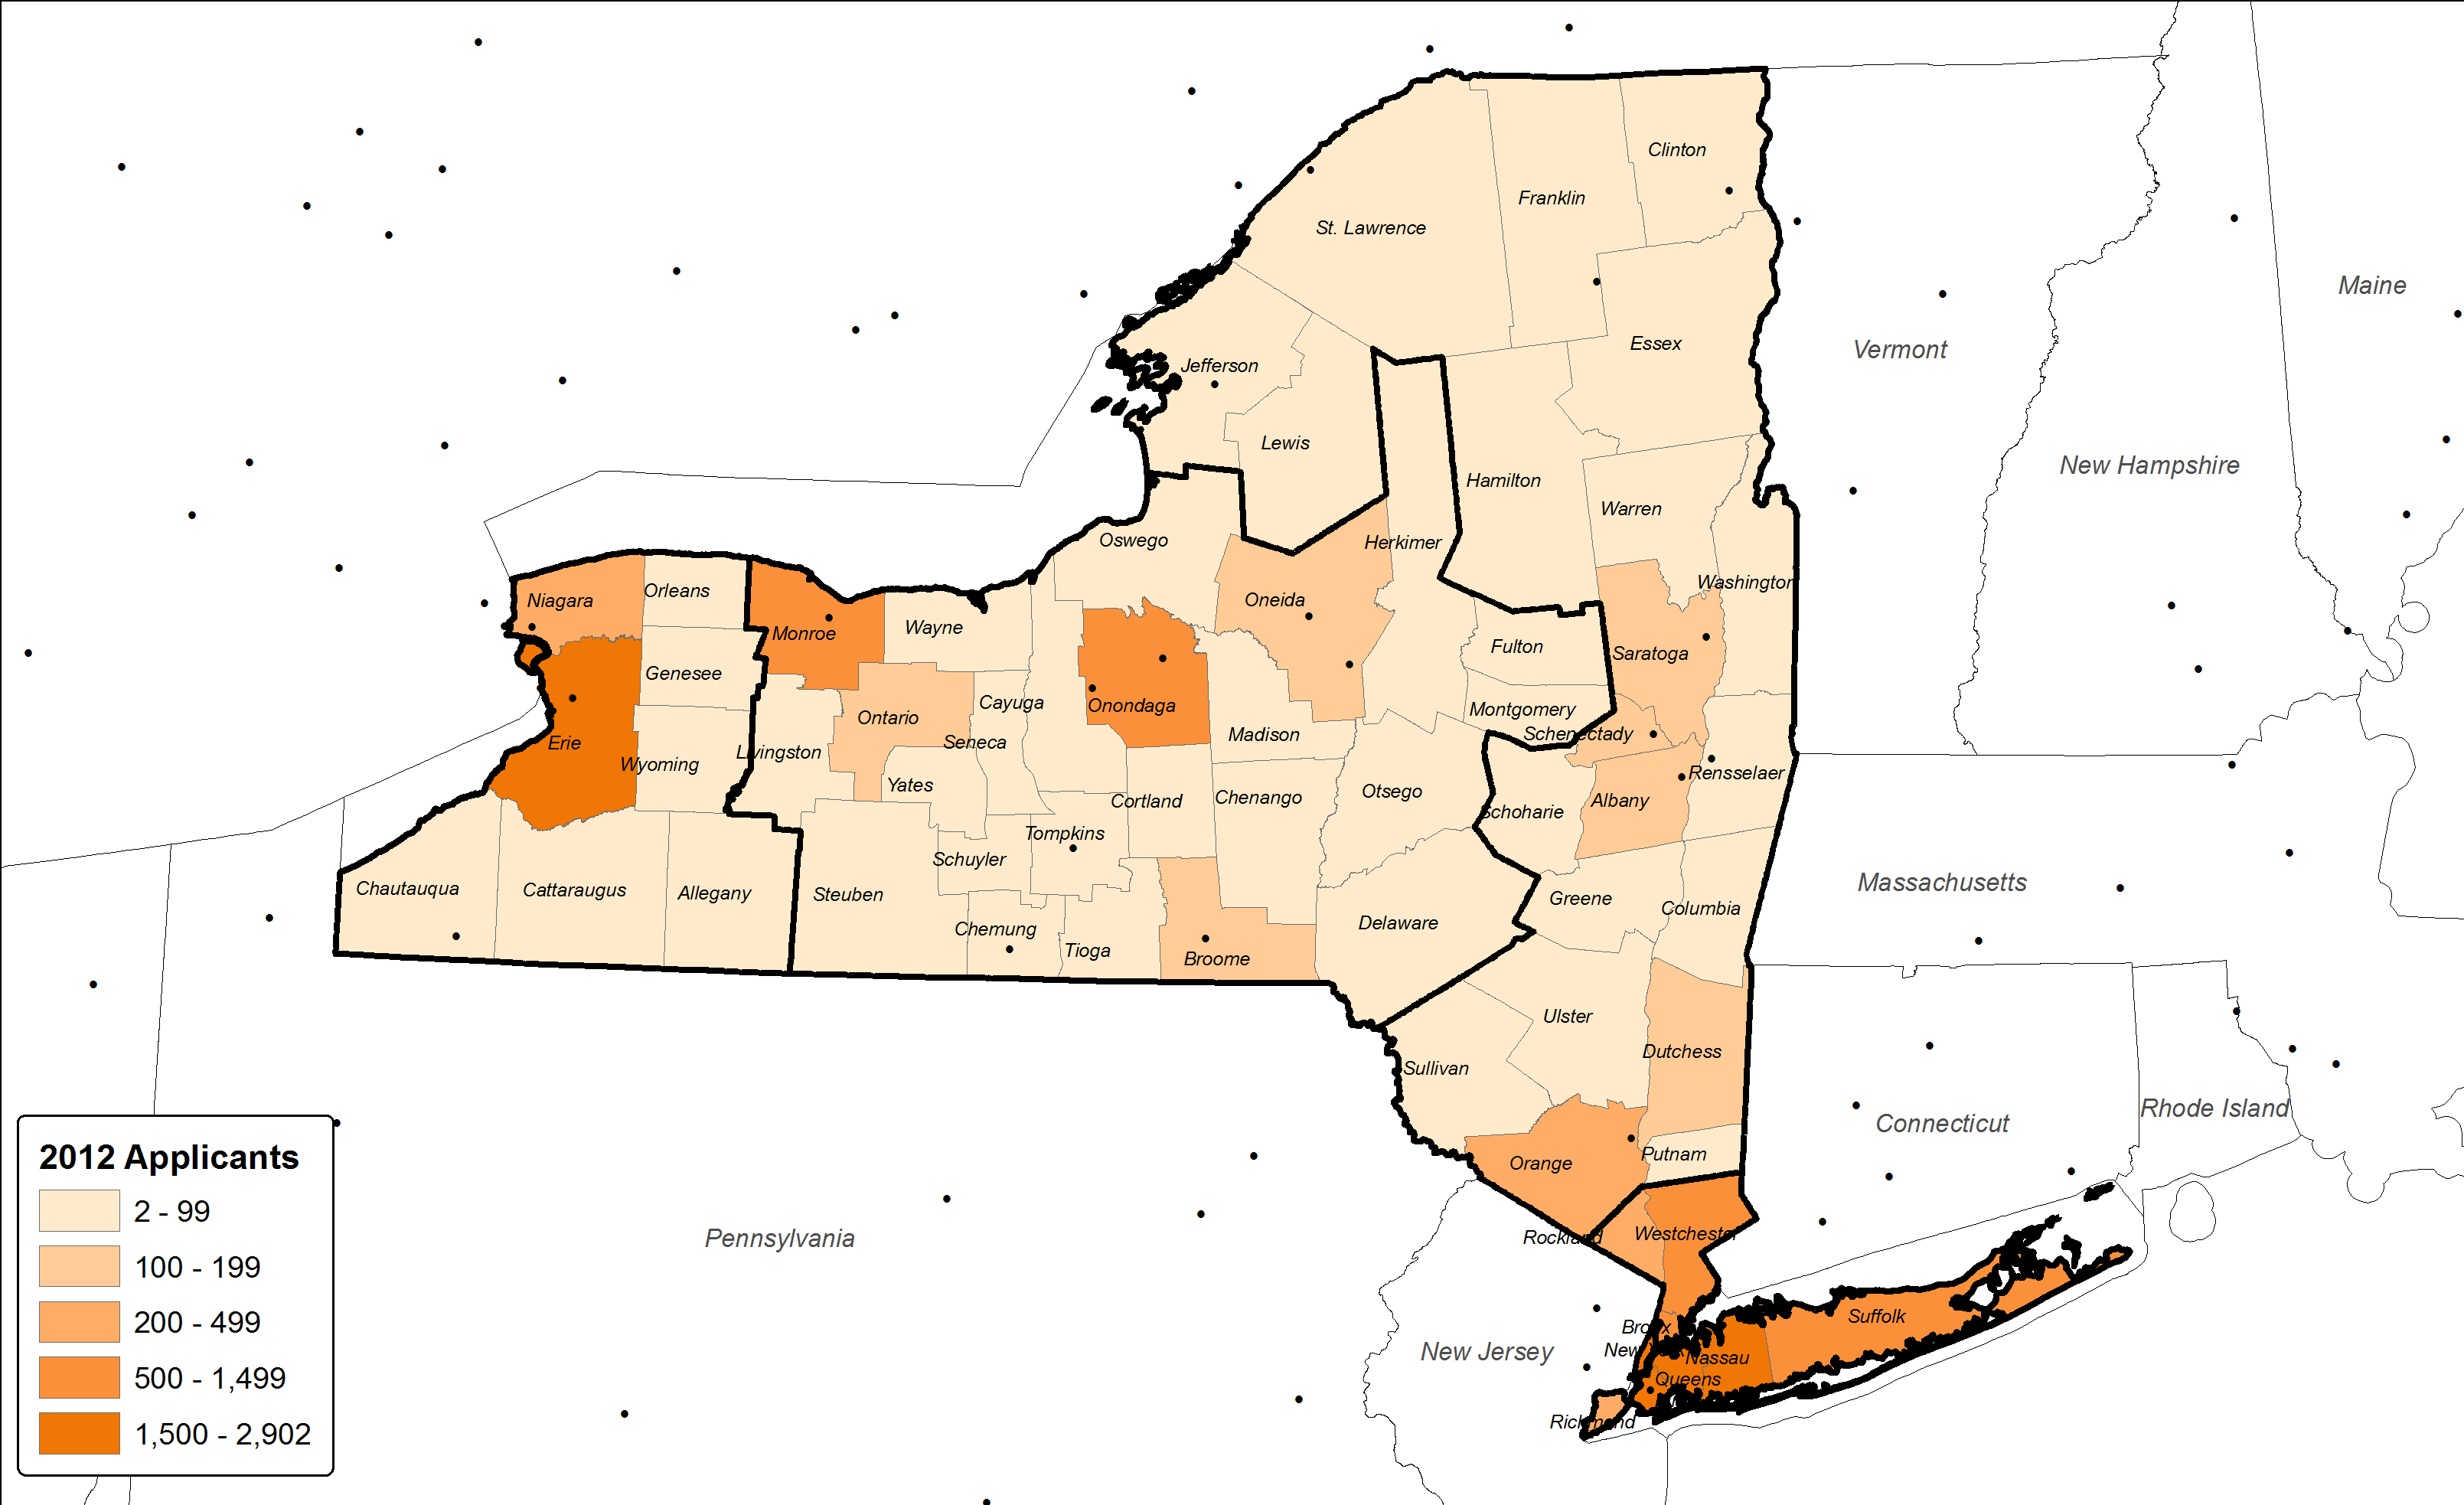 Clinton
Franklin
St. Lawrence
Maine
Essex
Vermont
Jefferson
Lewis
New Hampshire
Hamilton
Warren
Oswego
Herkimer
Washington
Orleans
Niagara
Oneida
Wayne
Monroe
Fulton
Saratoga
Genesee
Cayuga
Onondaga
Montgomery
Ontario
Schenectady
Madison
Seneca
Erie
Livingston
Wyoming
Rensselaer
Yates
Otsego
Chenango
Cortland
Albany
Schoharie
Tompkins
Schuyler
Massachusetts
Chautauqua
Cattaraugus
Allegany
Steuben
Greene
Columbia
Delaware
Chemung
Tioga
Broome
Ulster
Dutchess
Sullivan
Rhode Island
Connecticut
Putnam
Orange
Westchester
Rockland
Pennsylvania
Suffolk
Bronx
New Jersey
Nassau
Queens
Richmond
2012 Applicants
2 - 99
100 - 199
200 - 499
500 - 1,499
1,500 - 2,902